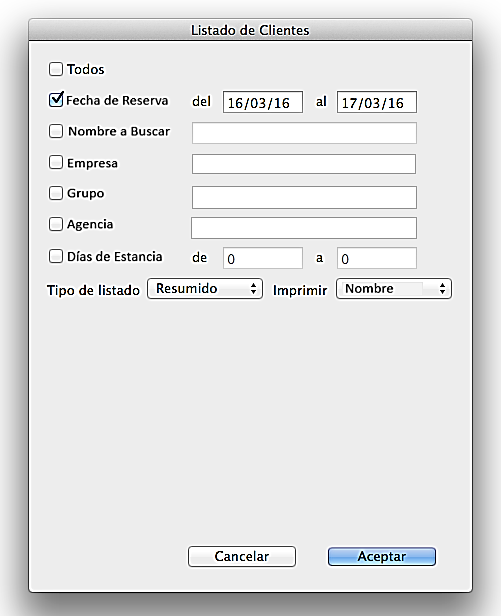 Listado de Clientes
Todos
Fecha de Reserva del 16/03/16 al 17/03/16
Nombre a Buscar
Empresa
Grupo
Agencia
Días de Estancia de 0 a 0
Tipo de listado Resumido Imprimir Nombre
Cancelar Aceptar